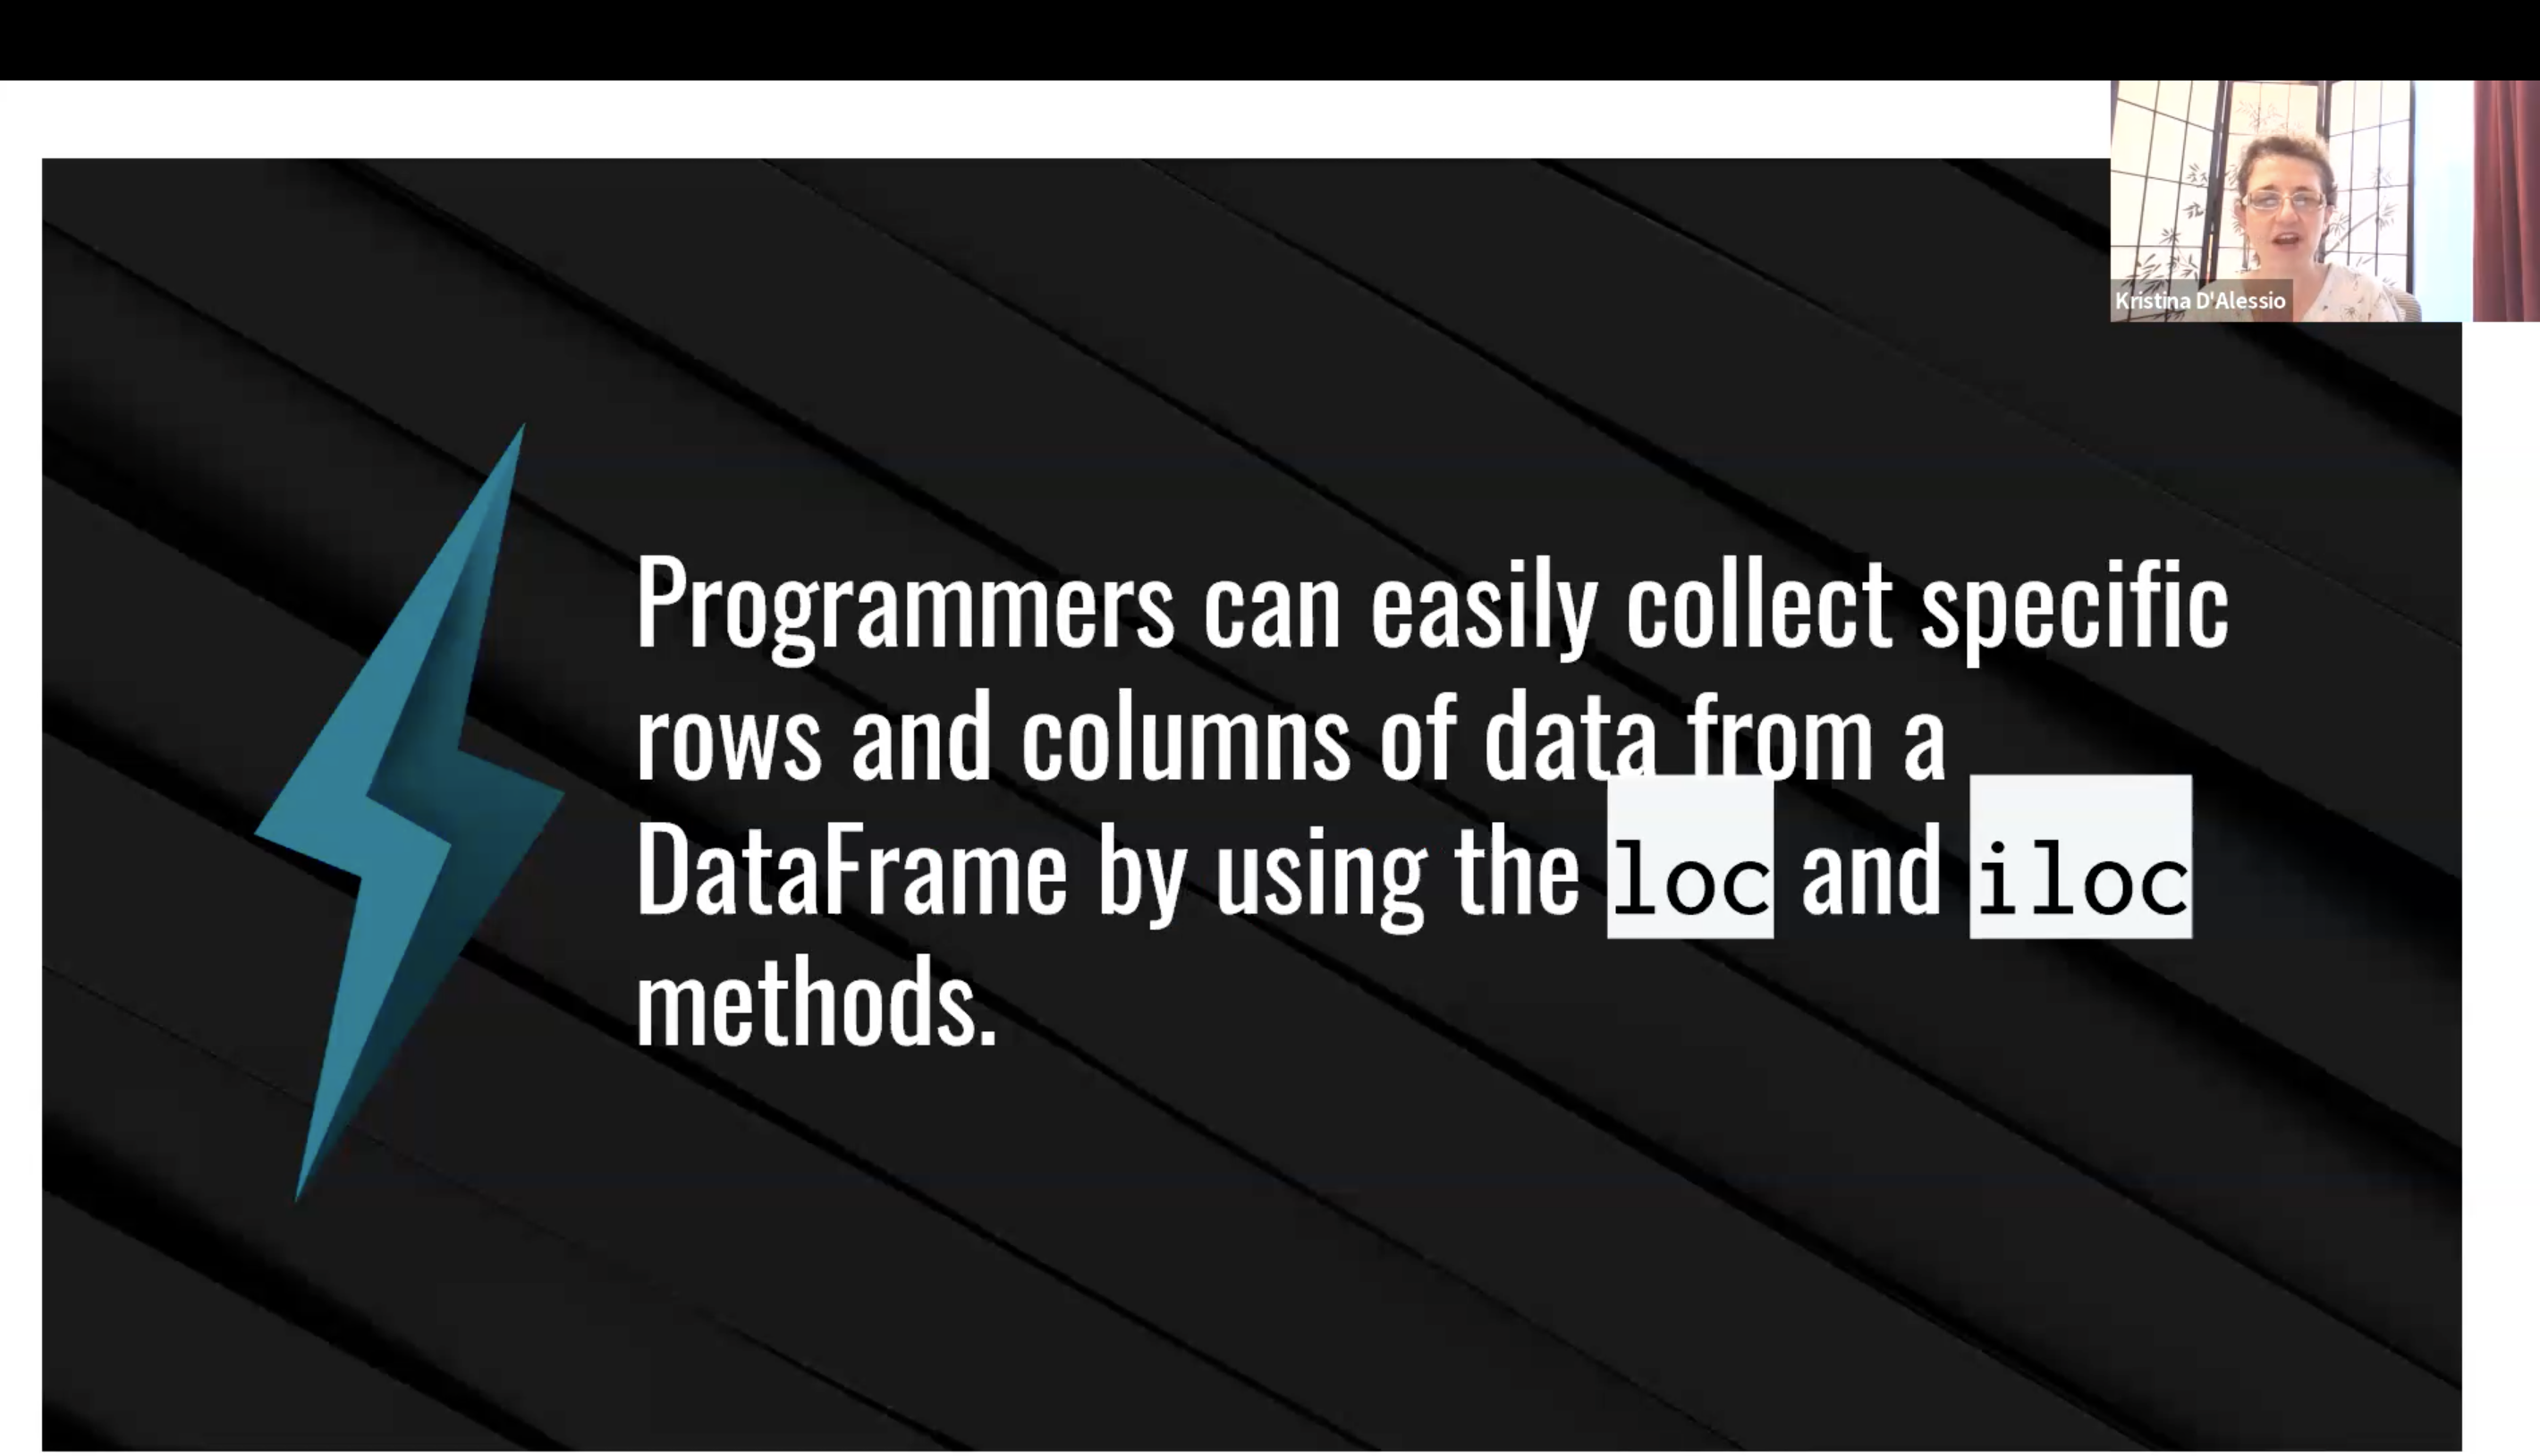 Kristina D'Alessio
Programmers can easily collect specific
rows and columns of data from a
DataFrame by using the loc and iloc
methods.